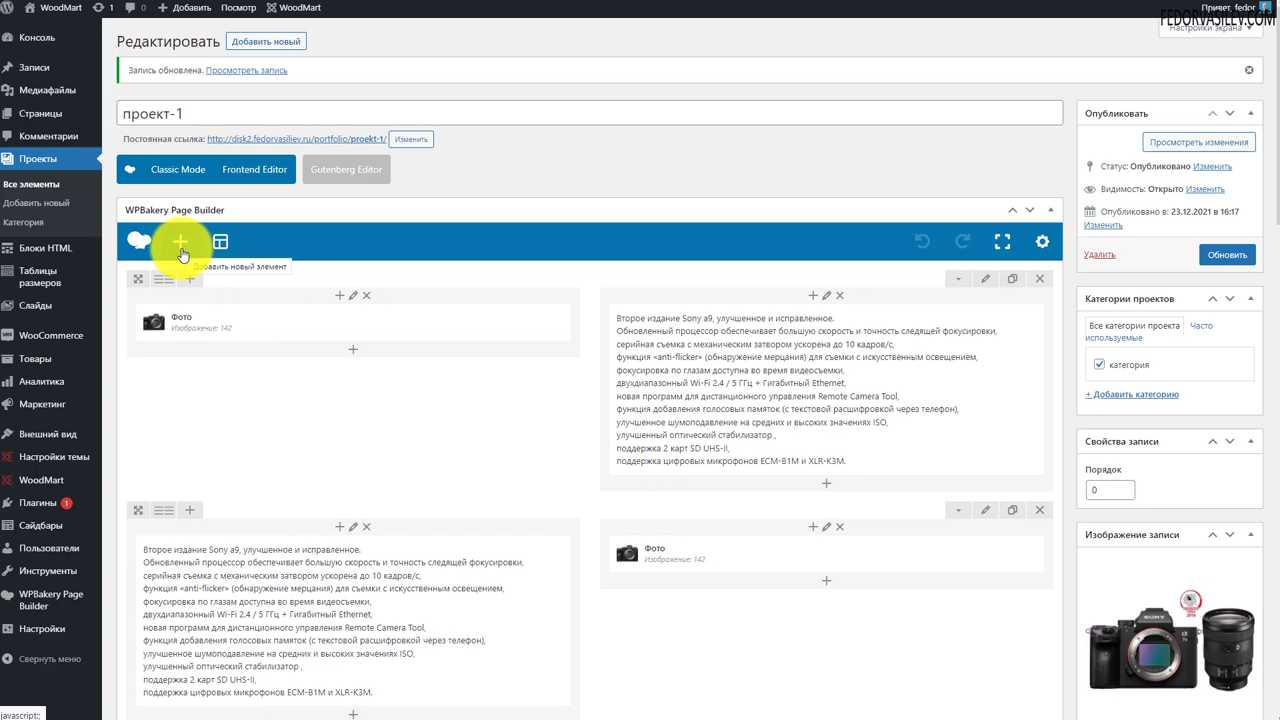 WoodMart
1
0
Добавить
Посмотр
WoodMart
Привет, fedor
FEDORVASILEV.COM
Настройки экрана
Консоль
Записи
Медиафайлы
Страницы
Комментарии
Проекты
Все элементы
Добавить новый
Категория
Блоки HTML
Таблицы
размеров
Слайды
WooCommerce
Товары
Аналитика
Маркетинг
Внешний вид
Настройки темы
WoodMart
Плагины 1
Сайдбары
Пользователи
Инструменты
WPBakery Page
Builder
Настройки
Свернуть меню
javascript:;
Редактировать
Добавить новый
Запись обновлена. Просмотреть запись
проект-1
Постоянная ссылка: http://disk2.fedorvasiliev.ru/portfolio/proekt-1/ Изменить
Classic Mode
Frontend Editor
Gutenberg Editor
WPBakery Page Builder
Добавить новый элемент
Фото
Изображение: 142
Второе издание Sony a9, улучшенное и исправленное.
Обновленный процессор обеспечивает большую скорость и точность следящей фокусировки,
серийная съемка с механическим затвором ускорена до 10 кадров/с,
функция «anti-flicker» (обнаружение мерцания) для съемки с искусственным освещением,
фокусировка по глазам доступна во время видеосъемки,
двухдиапазонный Wi-Fi 2.4 / 5 ГГц + Гигабитный Ethernet,
новая программ для дистанционного управления Remote Camera Tool,
функция добавления голосовых памяток (с текстовой расшифровкой через телефон),
улучшенное шумоподавление на средних и высоких значениях ISO,
улучшенный оптический стабилизатор ,
поддержка 2 карт SD UHS-II,
поддержка цифровых микрофонов ECM-B1M и XLR-K3M.
Второе издание Sony a9, улучшенное и исправленное.
Обновленный процессор обеспечивает большую скорость и точность следящей фокусировки,
серийная съемка с механическим затвором ускорена до 10 кадров/с,
функция «anti-flicker» (обнаружение мерцания) для съемки с искусственным освещением,
фокусировка по глазам доступна во время видеосъемки,
двухдиапазонный Wi-Fi 2.4 / 5 ГГц + Гигабитный Ethernet,
новая программ для дистанционного управления Remote Camera Tool,
функция добавления голосовых памяток (с текстовой расшифровкой через телефон),
улучшенное шумоподавление на средних и высоких значениях ISO,
улучшенный оптический стабилизатор ,
поддержка 2 карт SD UHS-II,
поддержка цифровых микрофонов ECM-B1M и XLR-K3M.
Фото
Изображение: 142
Опубликовать
Просмотреть изменения
Статус: Опубликовано Изменить
Видимость: Открыто Изменить
Опубликовано в: 23.12.2021 в 16:17
Изменить
Удалить
Обновить
Категории проектов
Все категории проекта
Часто
используемые
категория
+ Добавить категорию
Свойства записи
Порядок
0
Изображение записи